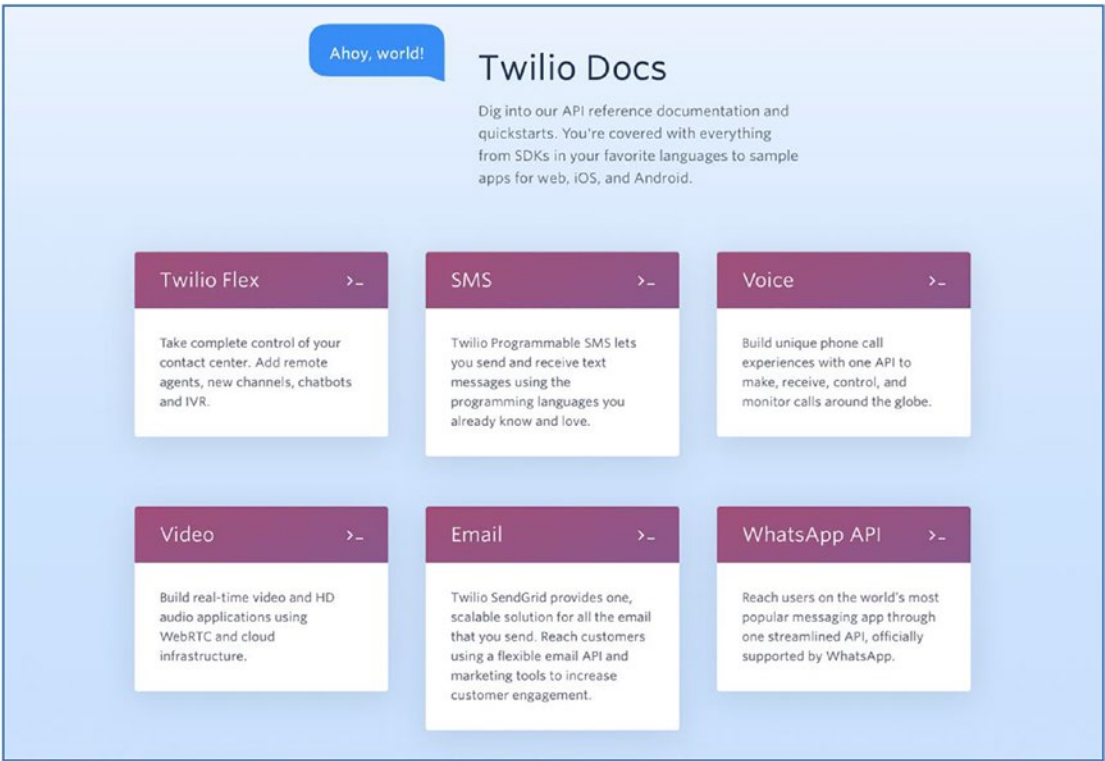 Ahoy, world!
Twilio Docs
Dig into our API reference documentation and
quickstarts. You're covered with everything
from SDKs in your favorite languages to sample
apps for web, iOS, and Android.
Twilio Flex >_
Take complete control of your
contact center. Add remote
agents, new channels, chatbots
and IVR.
SMS >_
Twilio Programmable SMS lets
you send and receive text
messages using the
programming languages you
already know and love.
Voice >_
Build unique phone call
experiences with one API to
make, receive, control, and
monitor calls around the globe.
Video >_
Build real-time video and HD
audio applications using
WebRTC and cloud
infrastructure.
Email >_
Twilio SendGrid provides one,
scalable solution for all the email
that you send. Reach customers
using a flexible email API and
marketing tools to increase
customer engagement.
WhatsApp API >_
Reach users on the world's most
popular messaging app through
one streamlined API, officially
supported by WhatsApp.